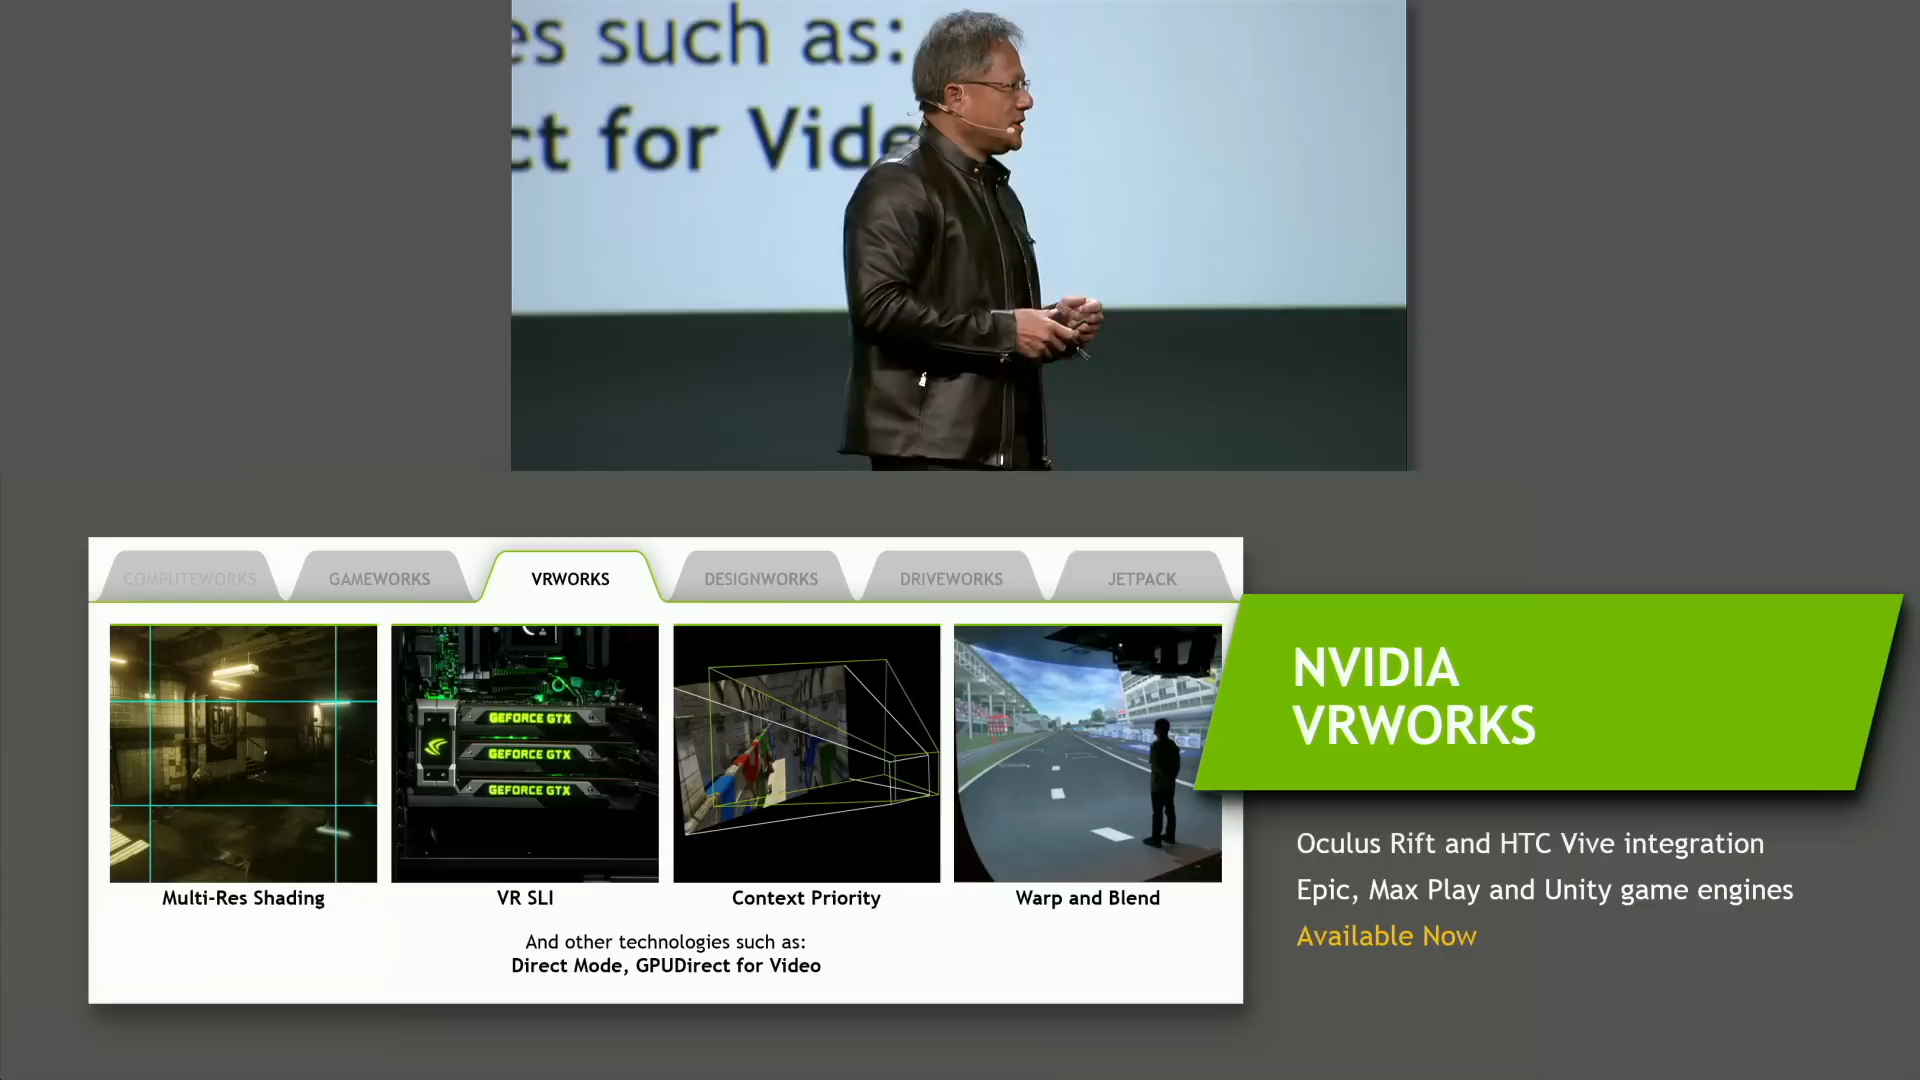 es such as:
ct for Vide
COMPUTEWORKS
GAMEWORKS
VRWORKS
DESIGNWORKS
DRIVEWORKS
JETPACK
GEFORCE GTX
GEFORCE GTX
GEFORCE GTX
Multi-Res Shading
VR SLI
Context Priority
Warp and Blend
And other technologies such as:
Direct Mode, GPUDirect for Video
NVIDIA
VRWORKS
Oculus Rift and HTC Vive integration
Epic, Max Play and Unity game engines
Available Now